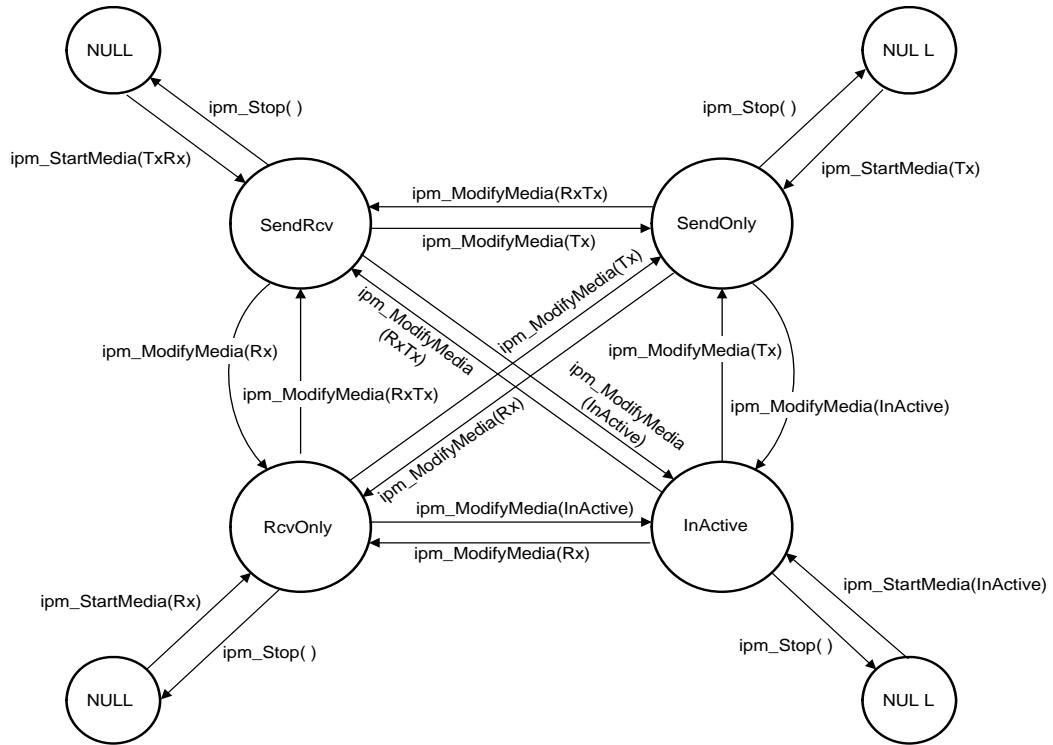 NULL
NUL L
ipm_Stop( )
ipm_Stop( )
ipm_StartMedia(TxRx)
ipm_StartMedia(Tx)
ipm_ModifyMedia(RxTx)
SendRcv
SendOnly
ipm_ModifyMedia(Tx)
ipm_ModifyMedia(Tx)
ipm_ModifyMedia
(RxTx)
ipm_ModifyMedia(Rx)
ipm_ModifyMedia(Tx)
ipm_ModifyMedia(RxTx)
ipm_ModifyMedia
(InActive)
ipm_ModifyMedia(InActive)
ipm_ModifyMedia(Rx)
ipm_ModifyMedia(InActive)
RcvOnly
InActive
ipm_ModifyMedia(Rx)
ipm_StartMedia(Rx)
ipm_StartMedia(InActive)
ipm_Stop( )
ipm_Stop( )
NULL
NUL L